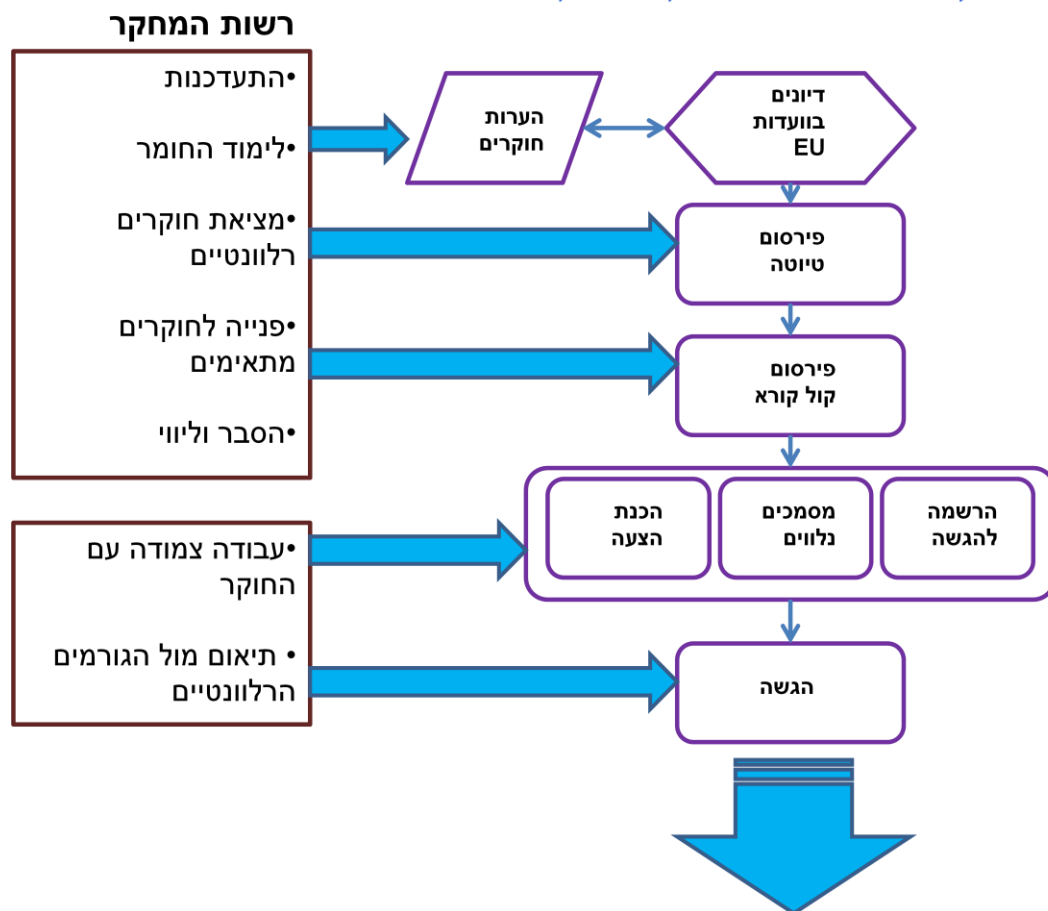 רשות המחקר
•התעדכנות
•לימוד החומר
•מציאת חוקרים
רלוונטיים
•פנייה לחוקרים
מתאימים
•הסבר וליווי
•עבודה צמודה עם
החוקר
• תיאום מול הגורמים
הרלוונטיים
דיונים
בוועדות
EU
הערות
חוקרים
פירסום
טיוטה
פירסום
קול קורא
הרשמה
להגשה
מסמכים
נלווים
הכנת
הצעה
הגשה